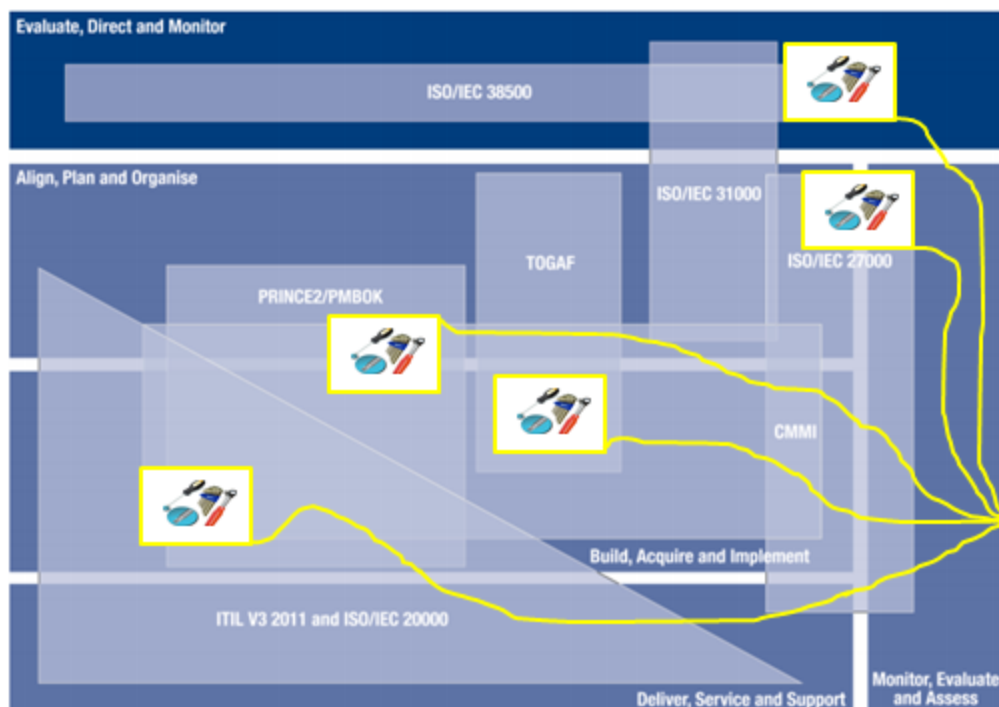 Evaluate, Direct and Monitor
ISO/IEC 38500
Align, Plan and Organise
ISO/IEC 31000
TOGAF
ISO/IEC 27000
PRINCE2/PMBOK
CMMI
Build, Acquire and Implement
ITIL V3 2011 and ISO/IEC 20000
Deliver, Service and Support
Monitor, Evaluate
and Assess